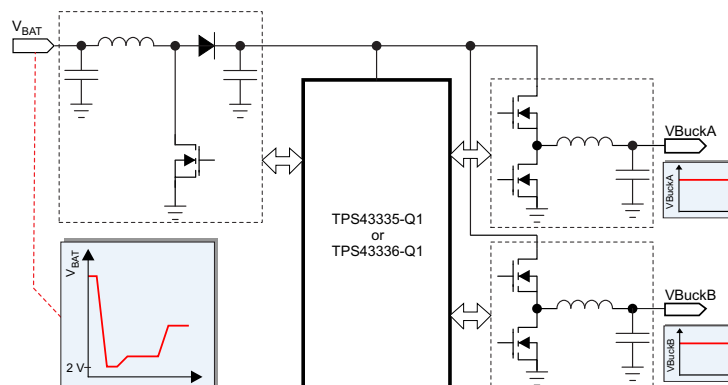 VBAT
VBuckA
VBuckA
TPS43335-Q1
or
TPS43336-Q1
VBAT
2 V
VBuckB
VBuckB